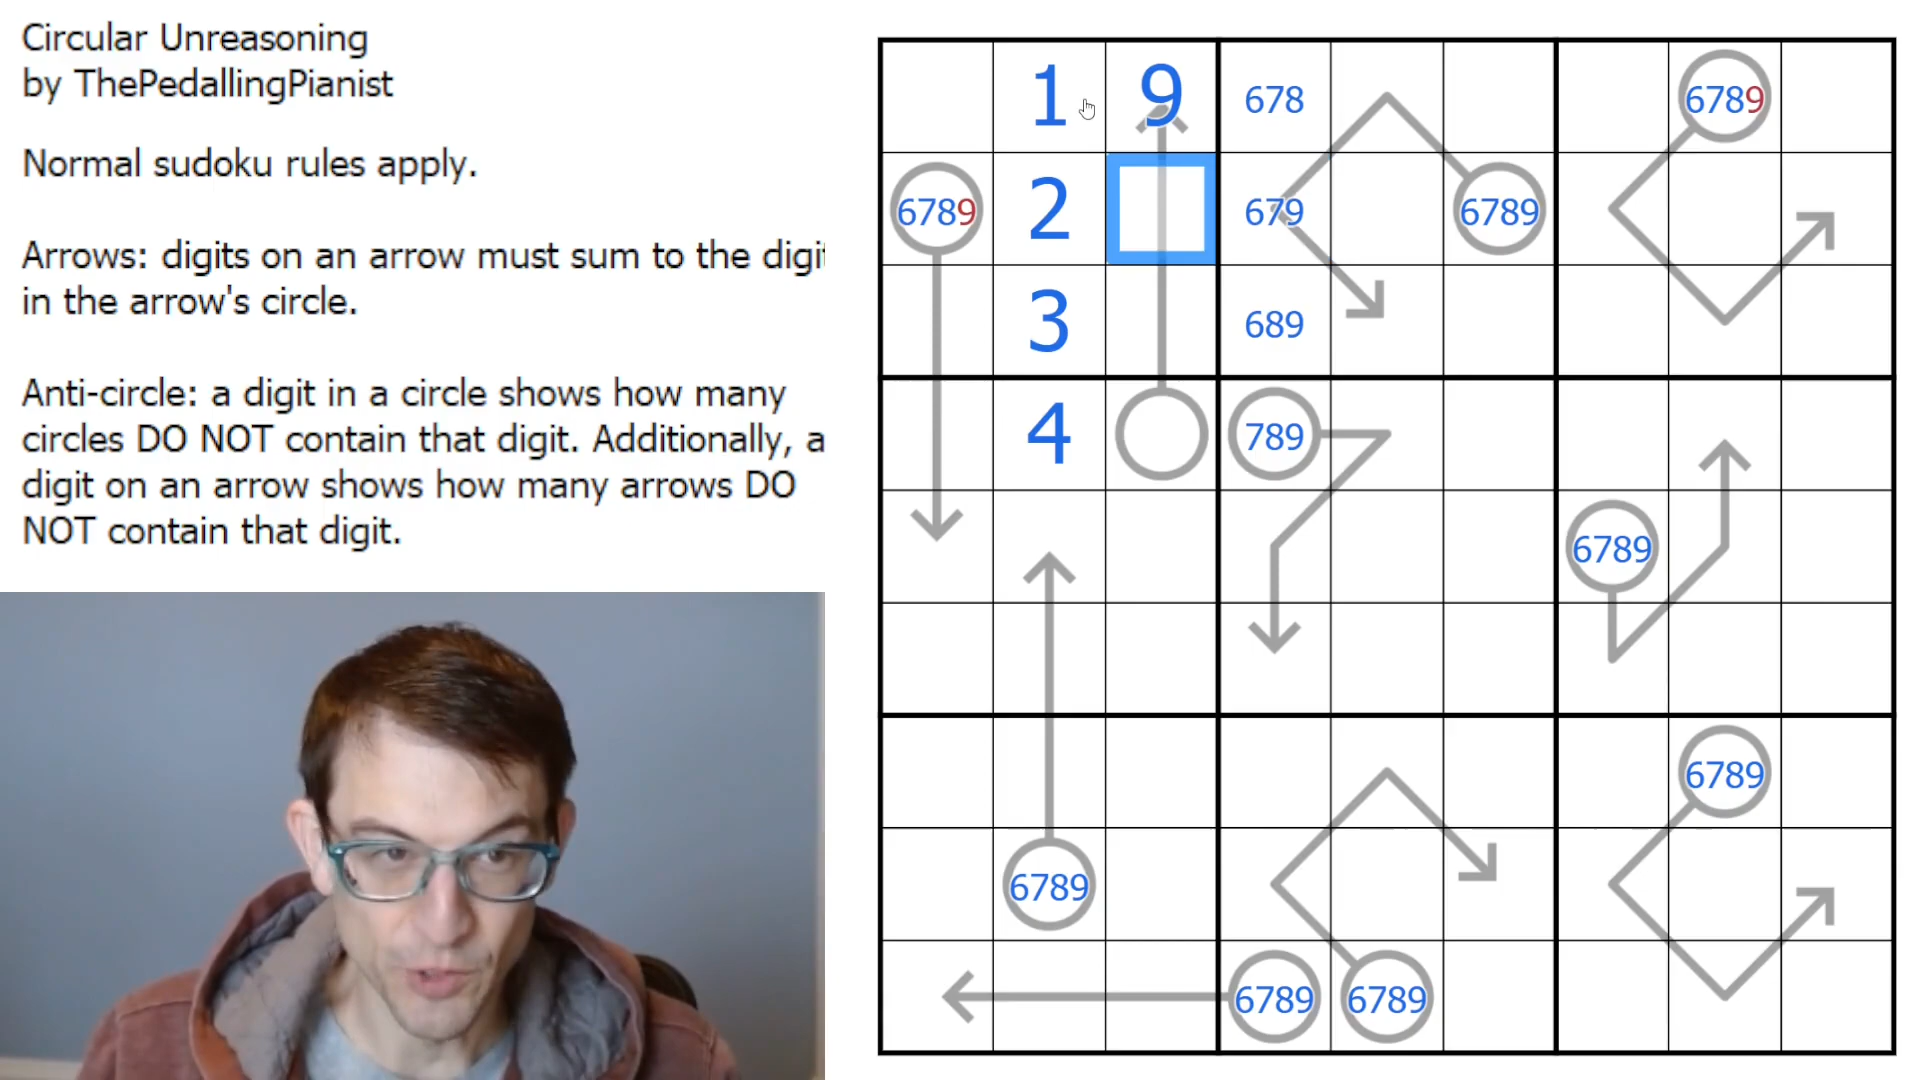 Circular Unreasoning
by ThePedallingPianist
Normal sudoku rules apply.
Arrows: digits on an arrow must sum to the digit
in the arrow's circle.
Anti-circle: a digit in a circle shows how many
circles DO NOT contain that digit. Additionally, a
digit on an arrow shows how many arrows DO
NOT contain that digit.
1 9 678 6789
6789 2 679 6789
3 689
4 789
6789
6789
6789
6789 6789